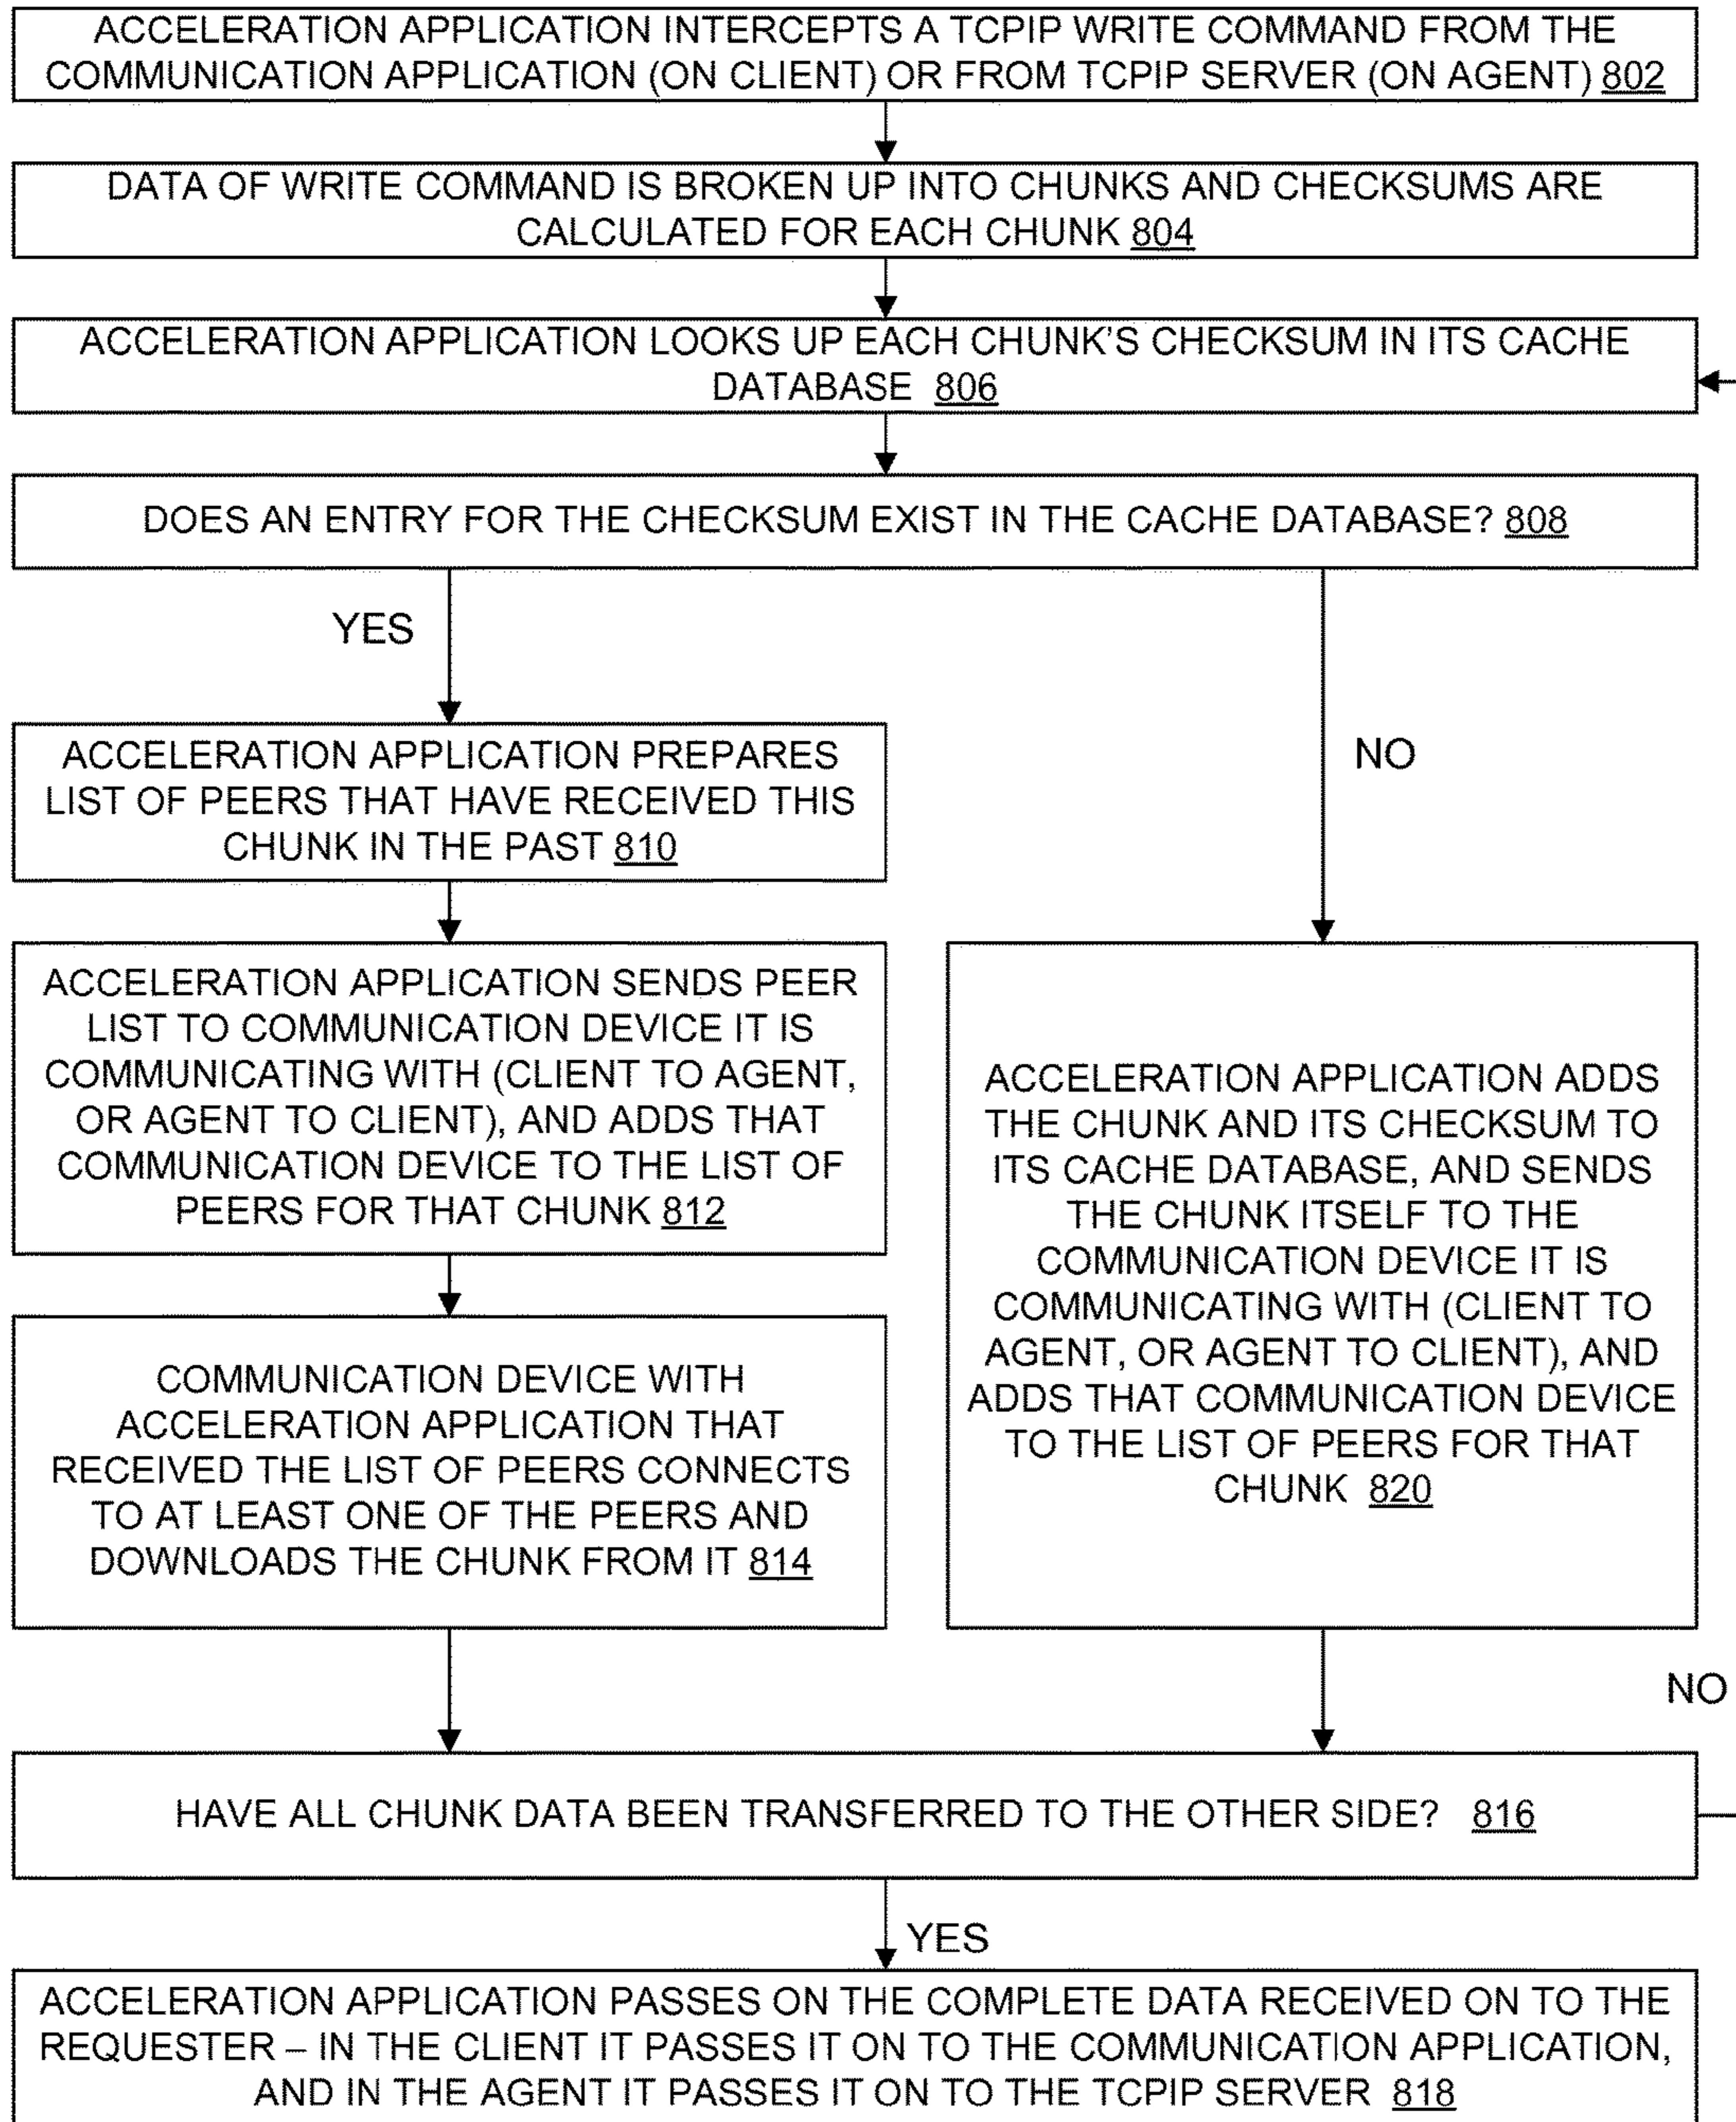 ACCELERATION APPLICATION INTERCEPTS A TCPIP WRITE COMMAND FROM THE
COMMUNICATION APPLICATION (ON CLIENT) OR FROM TCPIP SERVER (ON AGENT) 802
DATA OF WRITE COMMAND IS BROKEN UP INTO CHUNKS AND CHECKSUMS ARE
CALCULATED FOR EACH CHUNK 804
ACCELERATION APPLICATION LOOKS UP EACH CHUNK'S CHECKSUM IN ITS CACHE
DATABASE 806
DOES AN ENTRY FOR THE CHECKSUM EXIST IN THE CACHE DATABASE? 808
YES
NO
ACCELERATION APPLICATION PREPARES
LIST OF PEERS THAT HAVE RECEIVED THIS
CHUNK IN THE PAST 810
ACCELERATION APPLICATION SENDS PEER
LIST TO COMMUNICATION DEVICE IT IS
COMMUNICATING WITH (CLIENT TO AGENT,
OR AGENT TO CLIENT), AND ADDS THAT
COMMUNICATION DEVICE TO THE LIST OF
PEERS FOR THAT CHUNK 812
COMMUNICATION DEVICE WITH
ACCELERATION APPLICATION THAT
RECEIVED THE LIST OF PEERS CONNECTS
TO AT LEAST ONE OF THE PEERS AND
DOWNLOADS THE CHUNK FROM IT 814
ACCELERATION APPLICATION ADDS
THE CHUNK AND ITS CHECKSUM TO
ITS CACHE DATABASE, AND SENDS
THE CHUNK ITSELF TO THE
COMMUNICATION DEVICE IT IS
COMMUNICATING WITH (CLIENT TO
AGENT, OR AGENT TO CLIENT), AND
ADDS THAT COMMUNICATION DEVICE
TO THE LIST OF PEERS FOR THAT
CHUNK 820
NO
HAVE ALL CHUNK DATA BEEN TRANSFERRED TO THE OTHER SIDE? 816
YES
ACCELERATION APPLICATION PASSES ON THE COMPLETE DATA RECEIVED ON TO THE
REQUESTER – IN THE CLIENT IT PASSES IT ON TO THE COMMUNICATION APPLICATION,
AND IN THE AGENT IT PASSES IT ON TO THE TCPIP SERVER 818